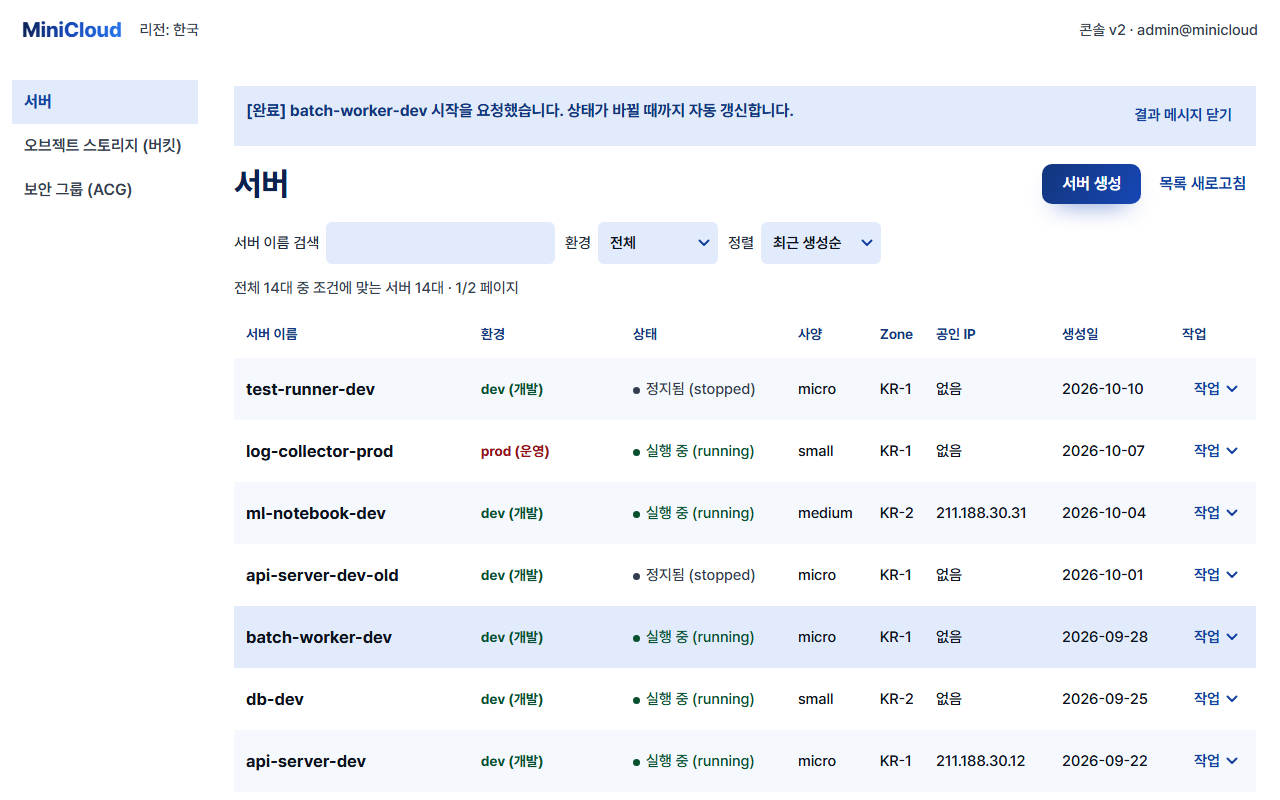 MiniCloud 리전: 한국 콘솔 v2 · admin@minicloud
서버
오브젝트 스토리지 (버킷)
보안 그룹 (ACG)
[완료] batch-worker-dev 시작을 요청했습니다. 상태가 바뀔 때까지 자동 갱신합니다. 결과 메시지 닫기
서버 서버 생성 목록 새로고침
서버 이름 검색 환경 전체 정렬 최근 생성순
전체 14대 중 조건에 맞는 서버 14대 · 1/2 페이지
서버 이름 환경 상태 사양 Zone 공인 IP 생성일 작업
test-runner-dev dev (개발) 정지됨 (stopped) micro KR-1 없음 2026-10-10 작업
log-collector-prod prod (운영) 실행 중 (running) small KR-1 없음 2026-10-07 작업
ml-notebook-dev dev (개발) 실행 중 (running) medium KR-2 211.188.30.31 2026-10-04 작업
api-server-dev-old dev (개발) 정지됨 (stopped) micro KR-1 없음 2026-10-01 작업
batch-worker-dev dev (개발) 실행 중 (running) micro KR-1 없음 2026-09-28 작업
db-dev dev (개발) 실행 중 (running) small KR-2 없음 2026-09-25 작업
api-server-dev dev (개발) 실행 중 (running) micro KR-1 211.188.30.12 2026-09-22 작업